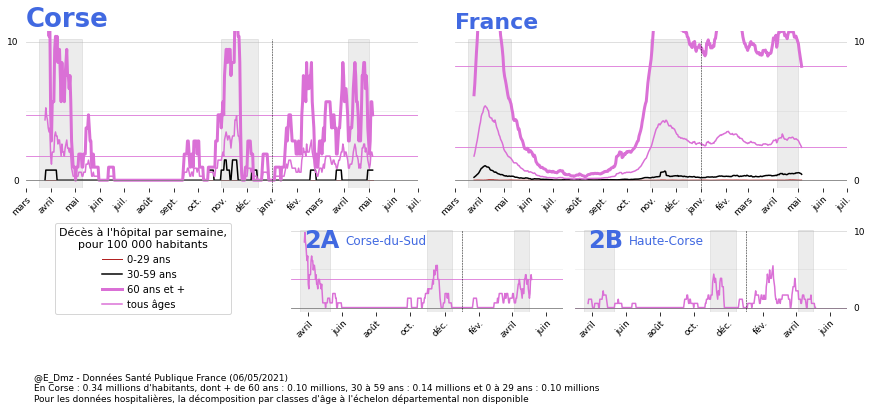 Corse
France
10
0
10
0
mars avril mai juin juil. août sept. oct. nov. déc. janv. fév. mars avril mai juin juil.
mars avril mai juin juil. août sept. oct. nov. déc. janv. fév. mars avril mai juin juil.
Décès à l'hôpital par semaine,
pour 100 000 habitants
0-29 ans
30-59 ans
60 ans et +
tous âges
2A Corse-du-Sud
2B Haute-Corse
10
0
avril juin août oct. déc. fév. avril juin
avril juin août oct. déc. fév. avril juin
@E_Dmz - Données Santé Publique France (06/05/2021)
En Corse : 0.34 millions d'habitants, dont + de 60 ans : 0.10 millions, 30 à 59 ans : 0.14 millions et 0 à 29 ans : 0.10 millions
Pour les données hospitalières, la décomposition par classes d'âge à l'échelon départemental non disponible